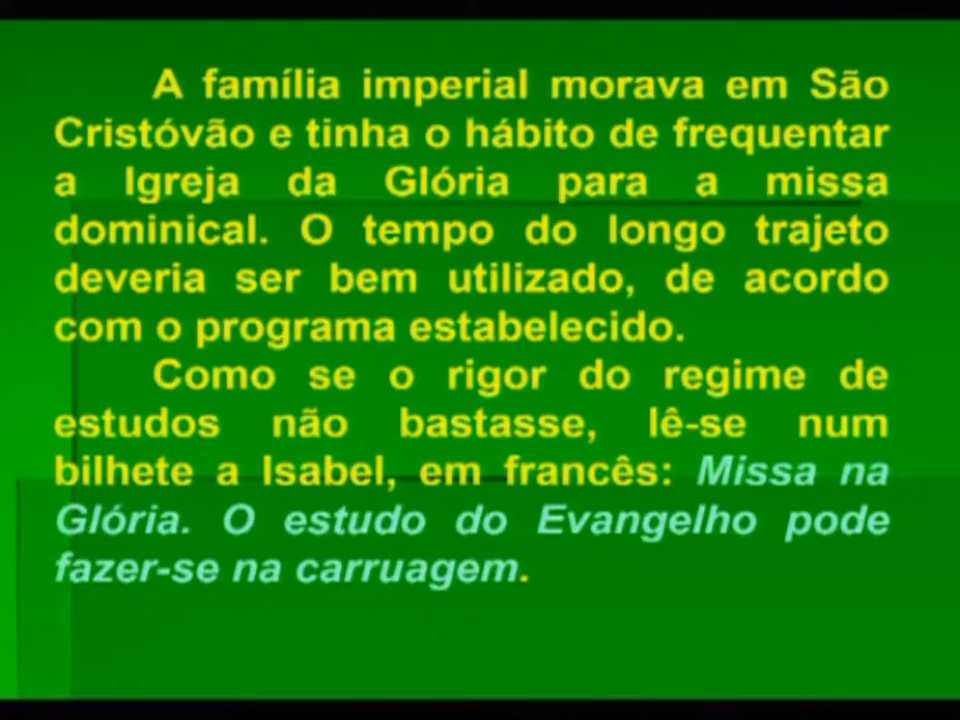 A família imperial morava em São
Cristóvão e tinha o hábito de frequentar
a Igreja da Glória para a missa
dominical. O tempo do longo trajeto
deveria ser bem utilizado, de acordo
com o programa estabelecido.
Como se o rigor do regime de
estudos não bastasse, lê-se num
bilhete a Isabel, em francês: Missa na
Glória. O estudo do Evangelho pode
fazer-se na carruagem.